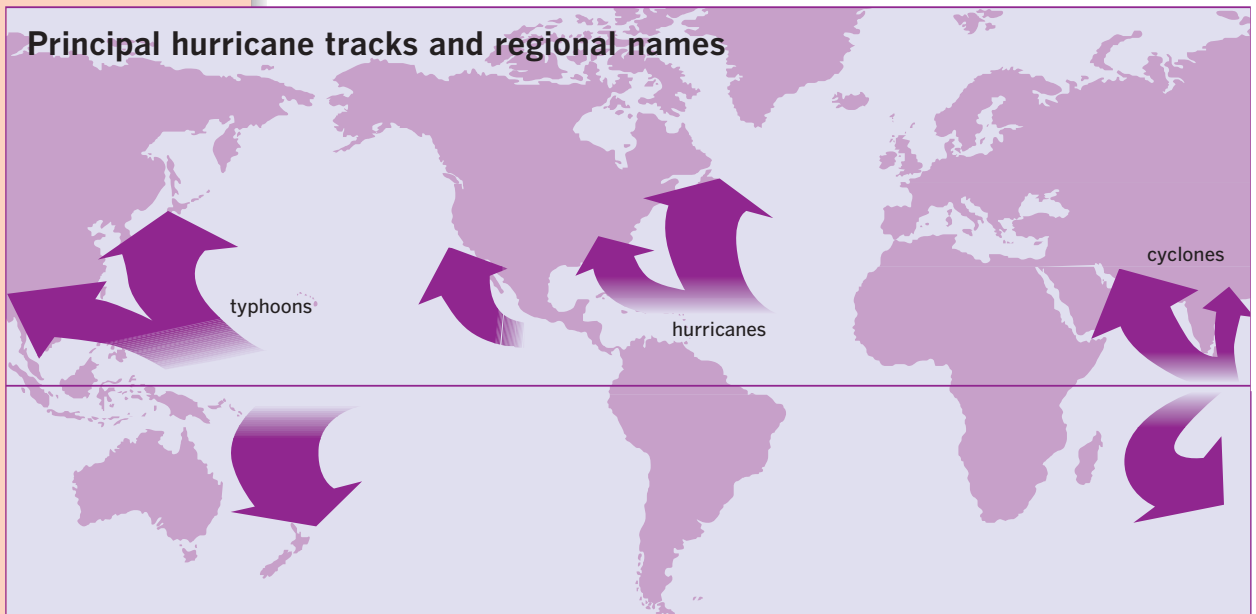 Principal hurricane tracks and regional names
cyclones
typhoons
hurricanes